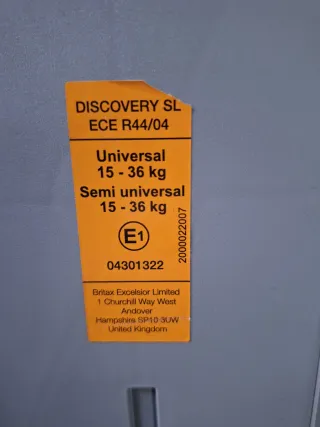 DISCOVERY SL
ECE R44/04
Universal
15 - 36 kg
Semi universal
15 - 36 kg
E1
2000022007
04301322
Britax Excelsior Limited
1 Churchill Way West
Andover
Hampshire SP10 3UW
United Kingdom